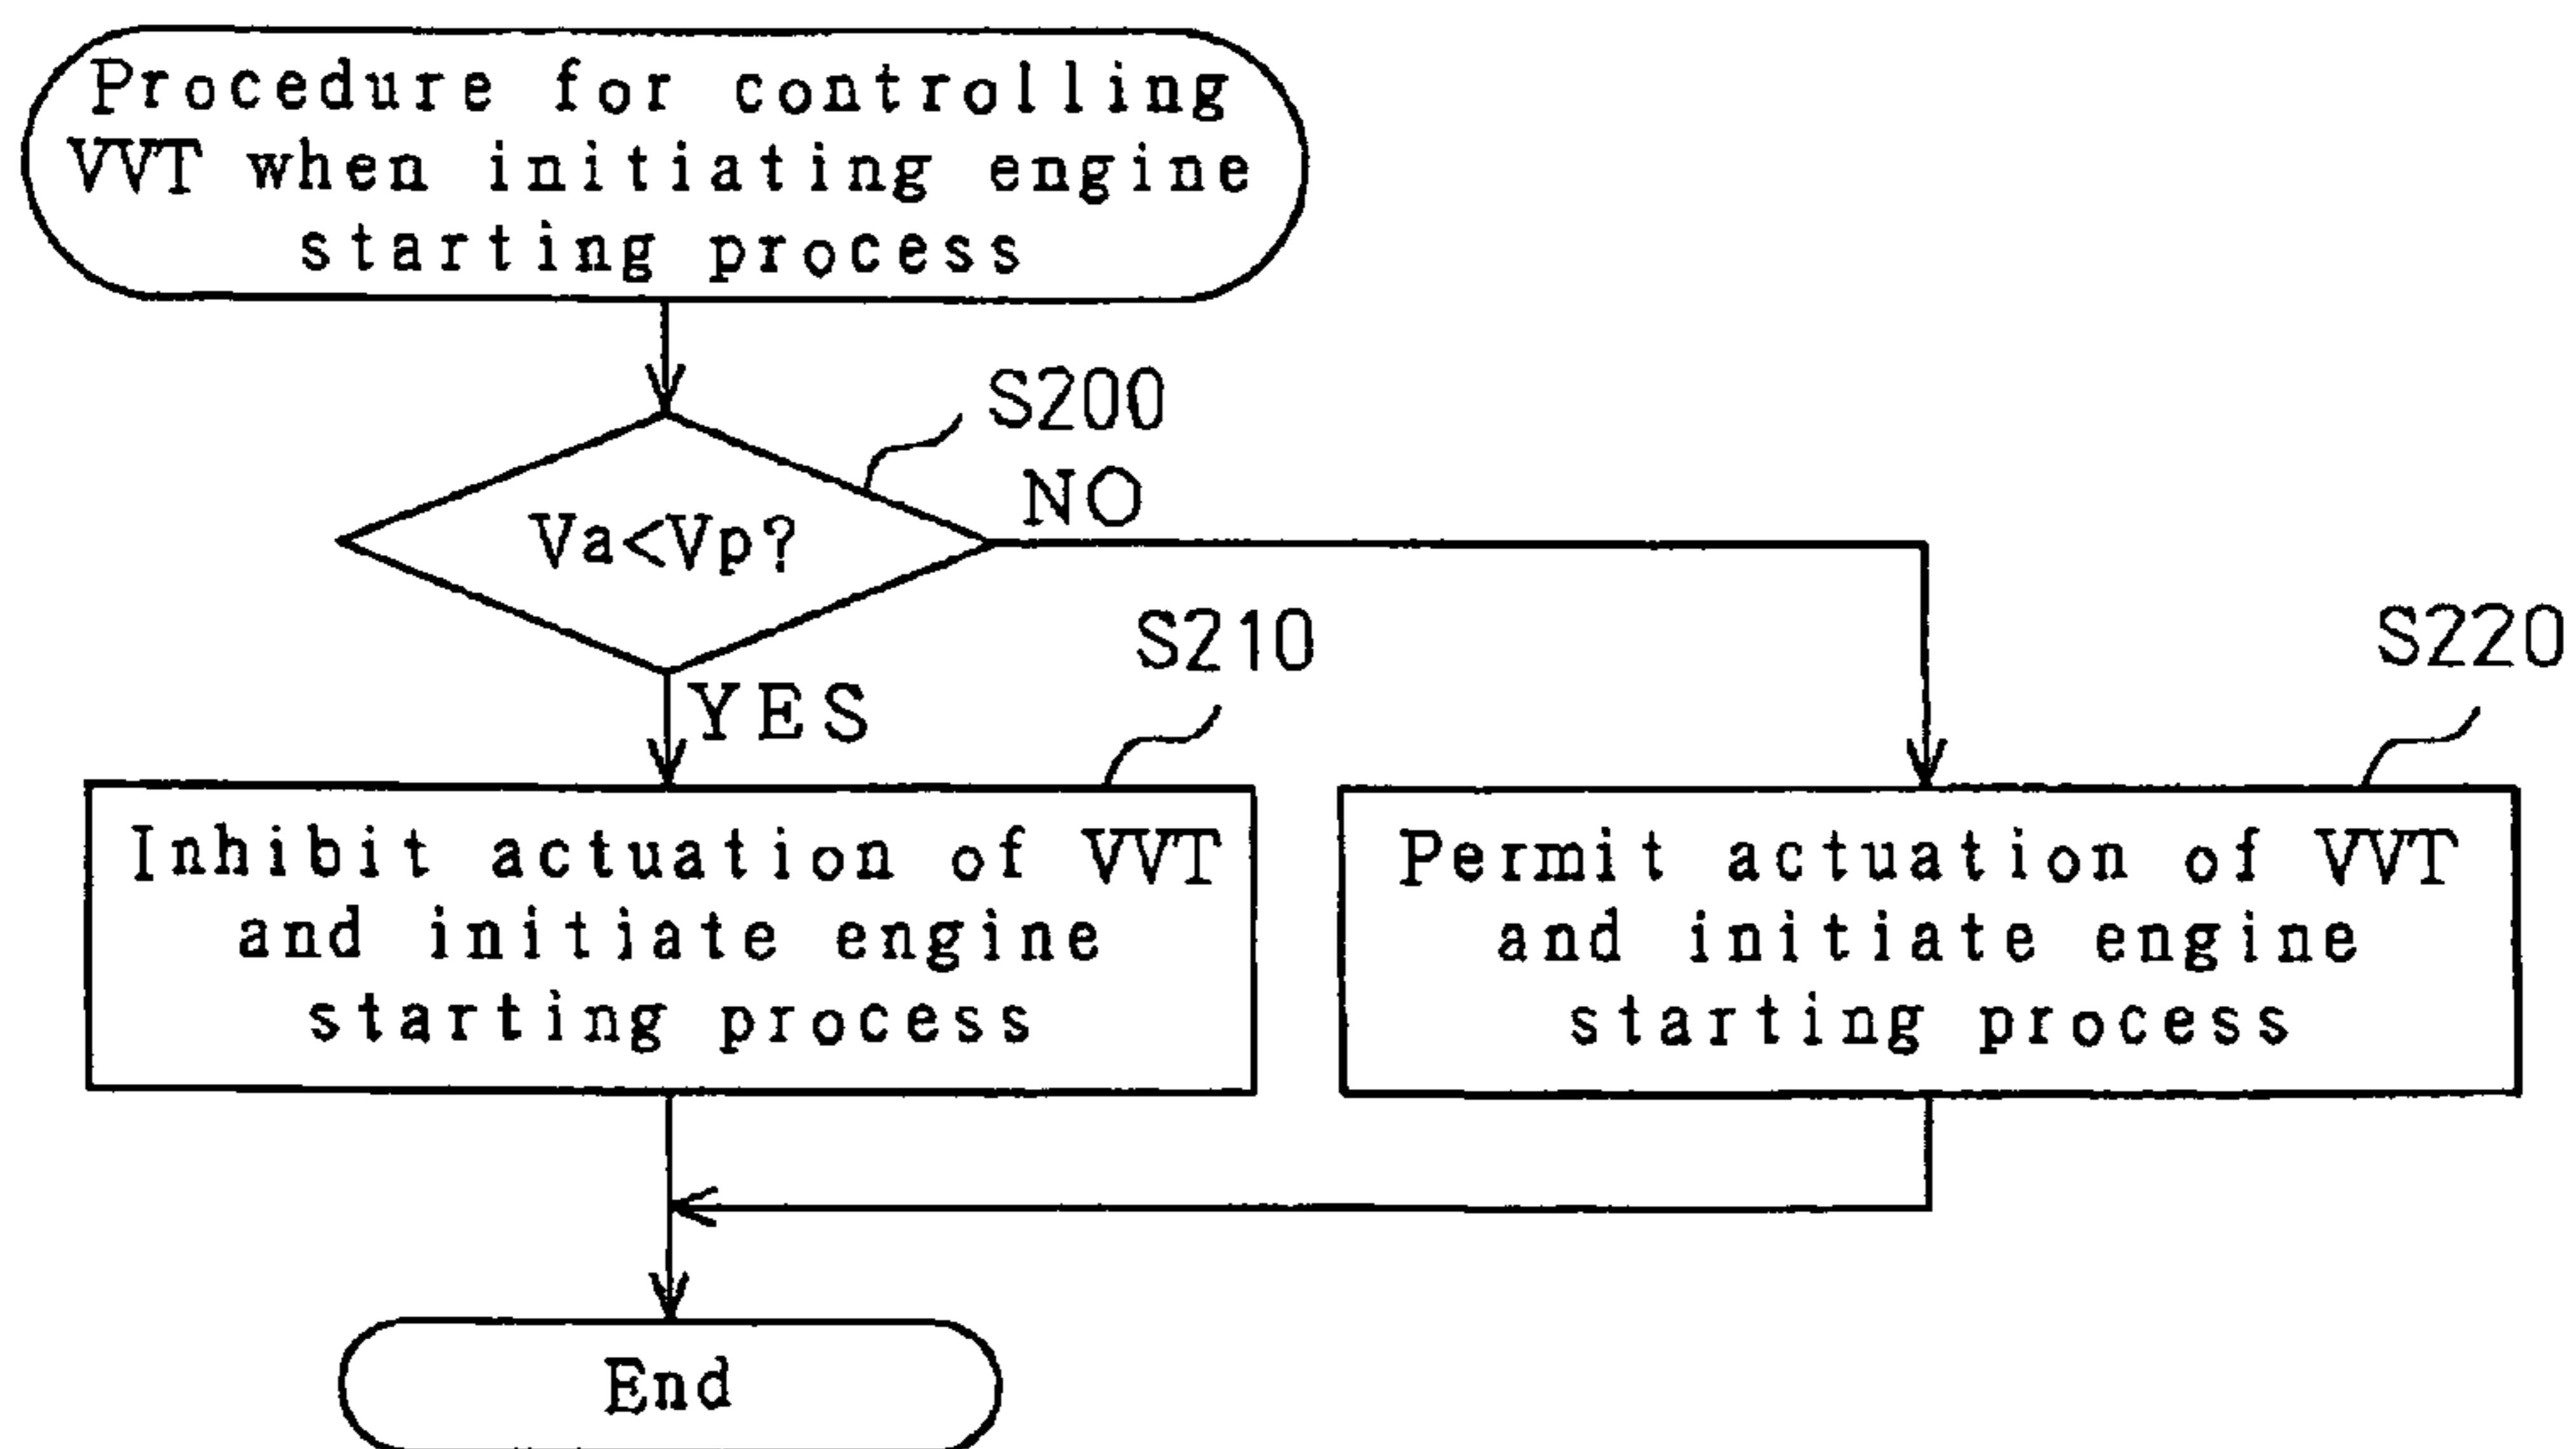 Procedure for controlling
VVT when initiating engine
starting process
S200
NO
Va<Vp?
S210
S220
YES
Inhibit actuation of VVT
and initiate engine
starting process
Permit actuation of VVT
and initiate engine
starting process
End